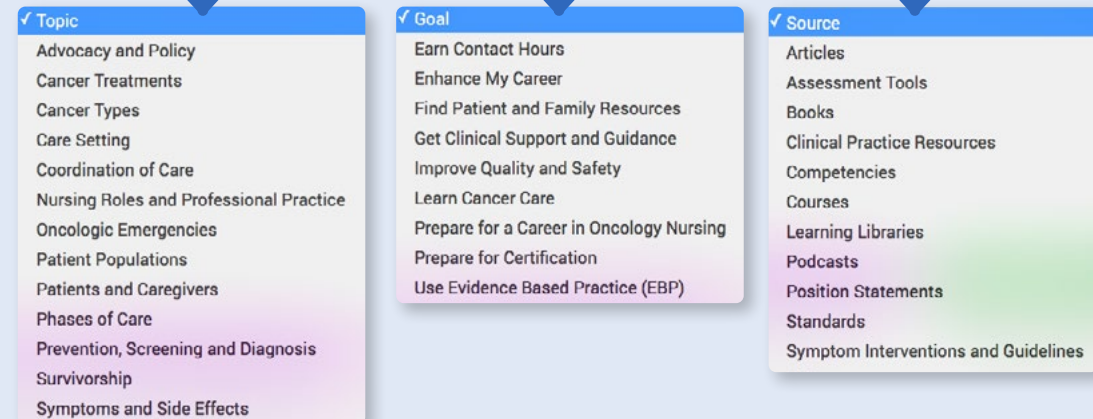 ✓ Topic
Advocacy and Policy
Cancer Treatments
Cancer Types
Care Setting
Coordination of Care
Nursing Roles and Professional Practice
Oncologic Emergencies
Patient Populations
Patients and Caregivers
Phases of Care
Prevention, Screening and Diagnosis
Survivorship
Symptoms and Side Effects
✓ Goal
Earn Contact Hours
Enhance My Career
Find Patient and Family Resources
Get Clinical Support and Guidance
Improve Quality and Safety
Learn Cancer Care
Prepare for a Career in Oncology Nursing
Prepare for Certification
Use Evidence Based Practice (EBP)
✓ Source
Articles
Assessment Tools
Books
Clinical Practice Resources
Competencies
Courses
Learning Libraries
Podcasts
Position Statements
Standards
Symptom Interventions and Guidelines